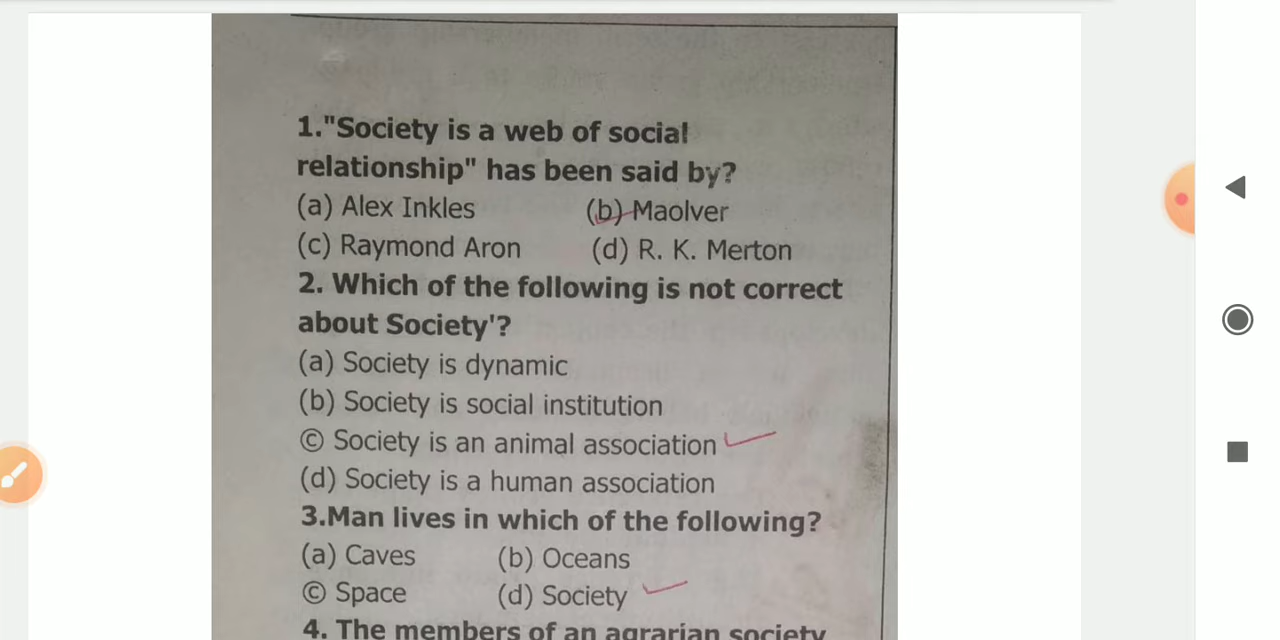 1."Society is a web of social
relationship" has been said by?
(a) Alex Inkles (b) Maolver
(c) Raymond Aron (d) R. K. Merton
2. Which of the following is not correct
about Society'?
(a) Society is dynamic
(b) Society is social institution
© Society is an animal association
(d) Society is a human association
3.Man lives in which of the following?
(a) Caves (b) Oceans
© Space (d) Society
4. The members of an agrarian society